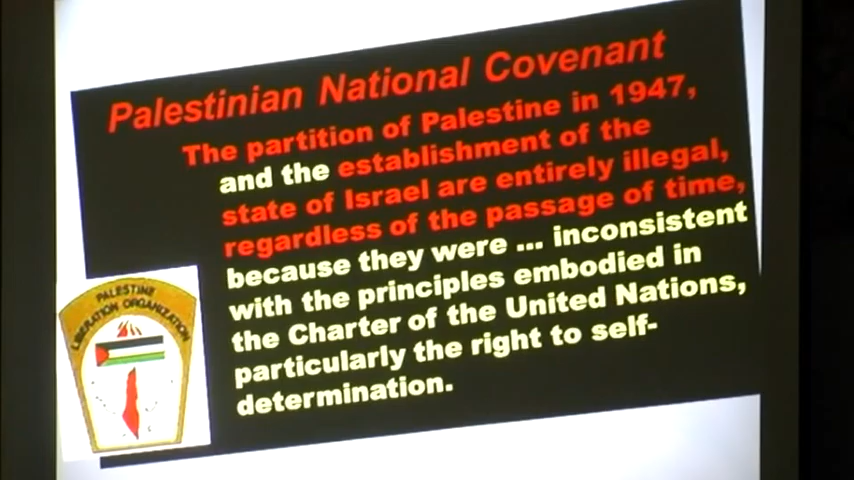 Palestinian National Covenant
The partition of Palestine in 1947,
and the establishment of the
state of Israel are entirely illegal,
regardless of the passage of time,
because they were ... inconsistent
with the principles embodied in
the Charter of the United Nations,
particularly the right to self-
determination.
PALESTINE
LIBERATION ORGANIZATION